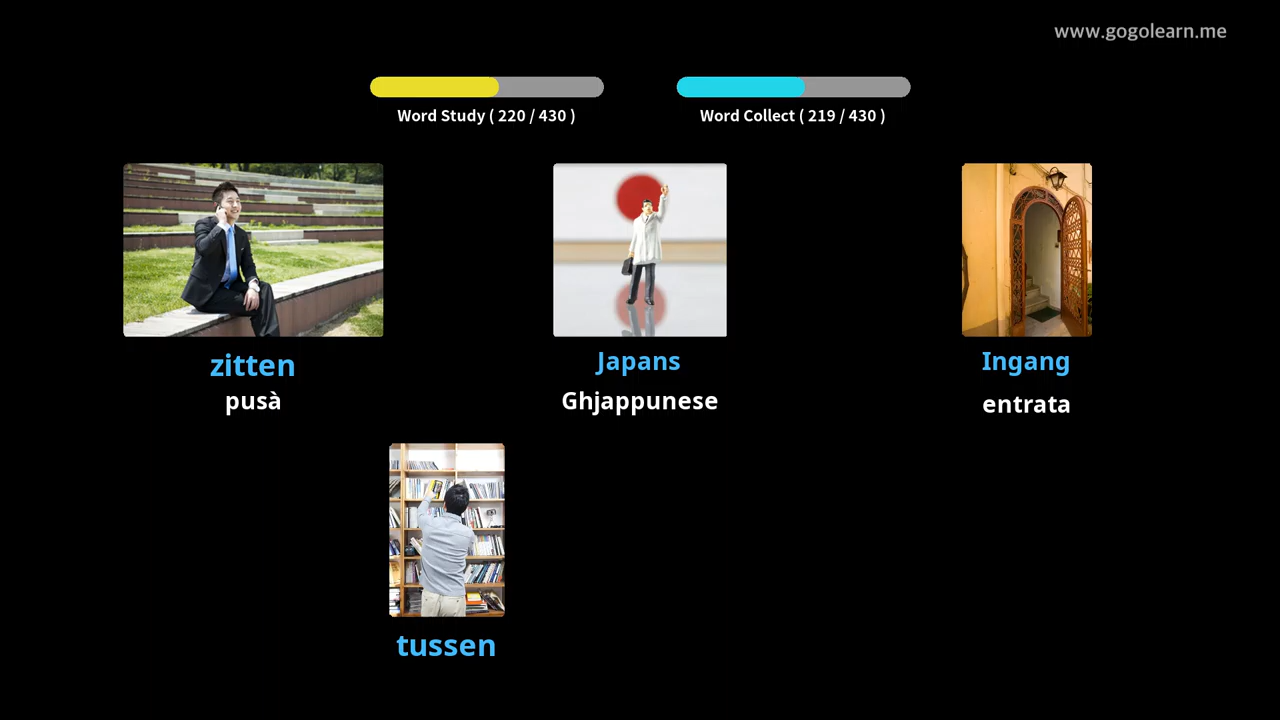 www.gogolearn.me
Word Study ( 220 / 430 )
Word Collect ( 219 / 430 )
zitten
pusà
Japans
Ghjappunese
Ingang
entrata
tussen